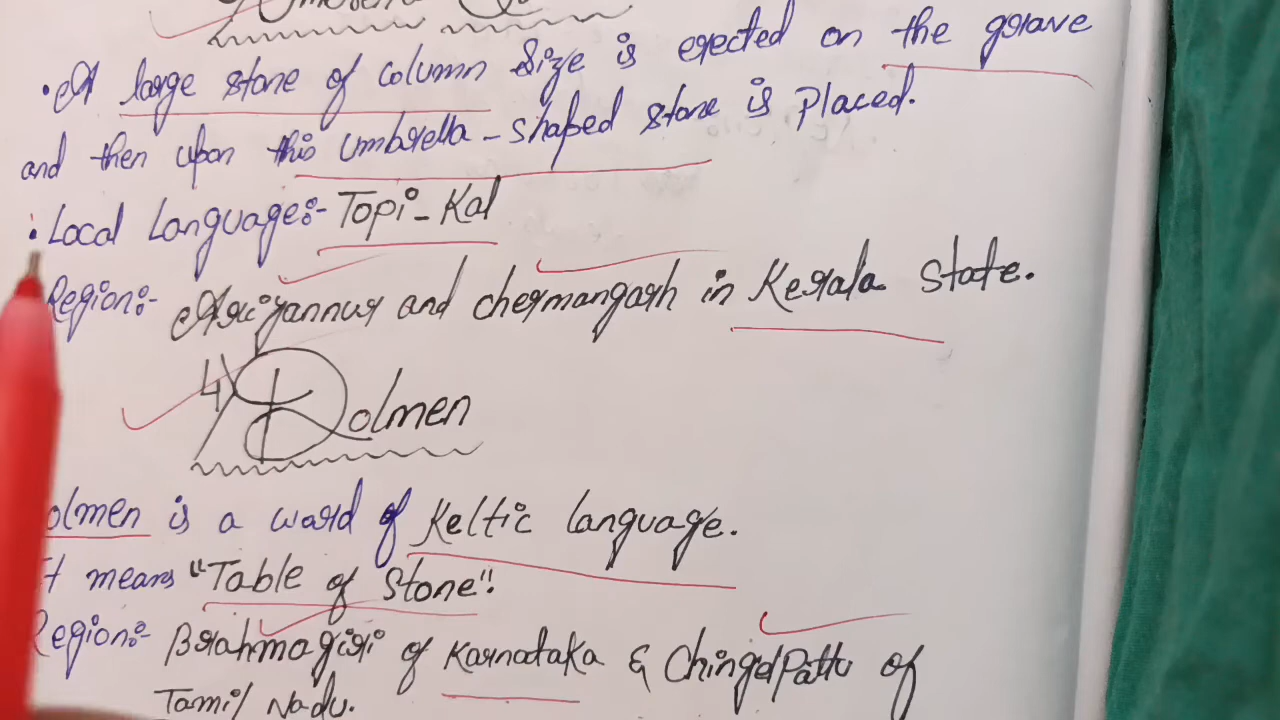 • A large stone of column size is erected on the grave
and then upon this umbrella - shaped stone is placed.
• Local Language:- Topi - Kal
Region:- Ariyannur and chermangarh in Kerala State.
4) Dolmen
olmen is a word of Keltic language.
It means "Table of Stone".
Region:- Brahmagiri of Karnataka & ChingelPattu of
Tamil Nadu.